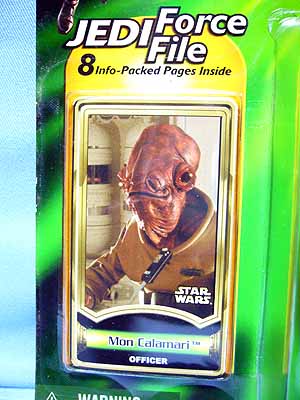 JEDI Force
File
8 Info-Packed Pages Inside
STAR
WARS
Mon Calamari™
OFFICER
WARNING